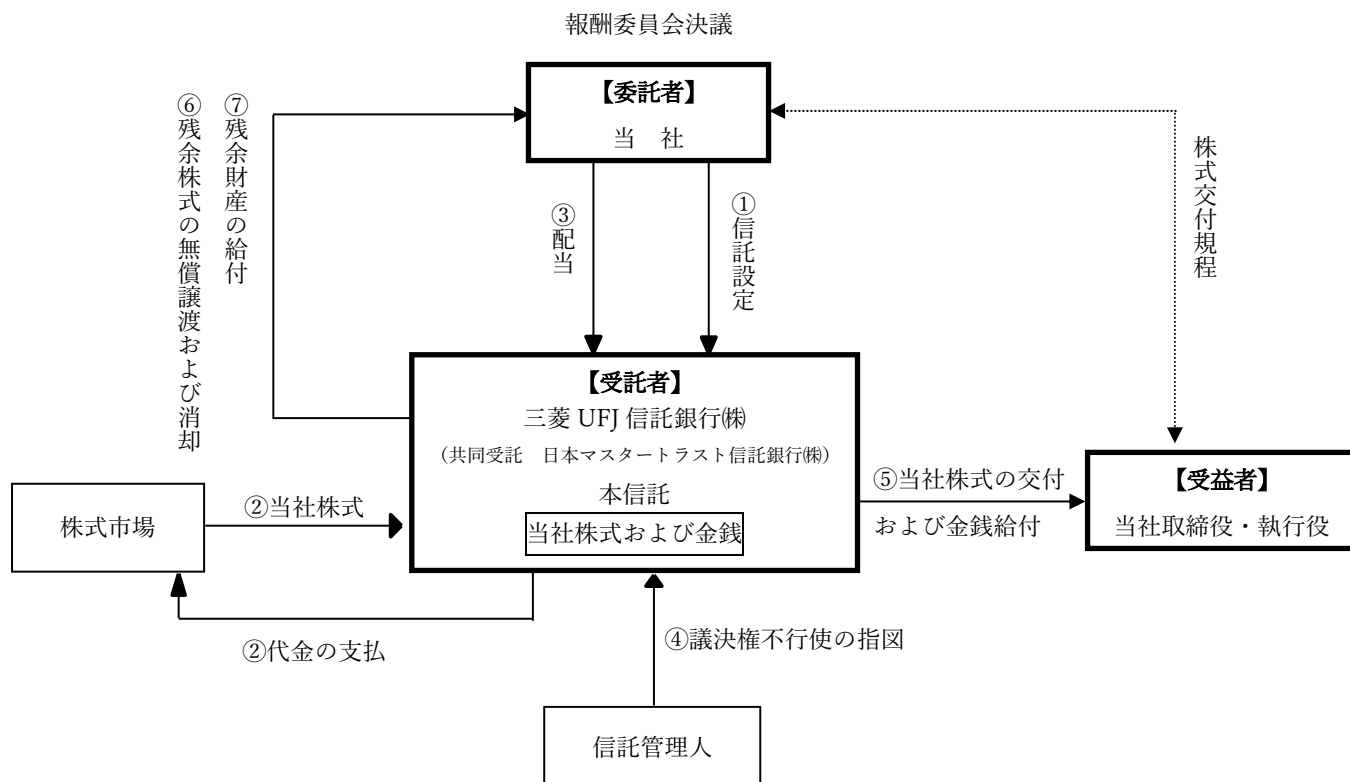 報酬委員会決議
【委託者】
当　社
⑦残余財産の給付
⑥残余株式の無償譲渡および消却
③配当
①信託設定
株式交付規程
【受託者】
三菱 UFJ 信託銀行㈱
（共同受託　日本マスタートラスト信託銀行㈱）
本信託
当社株式および金銭
株式市場
②当社株式
②代金の支払
⑤当社株式の交付
および金銭給付
【受益者】
当社取締役・執行役
④議決権不行使の指図
信託管理人